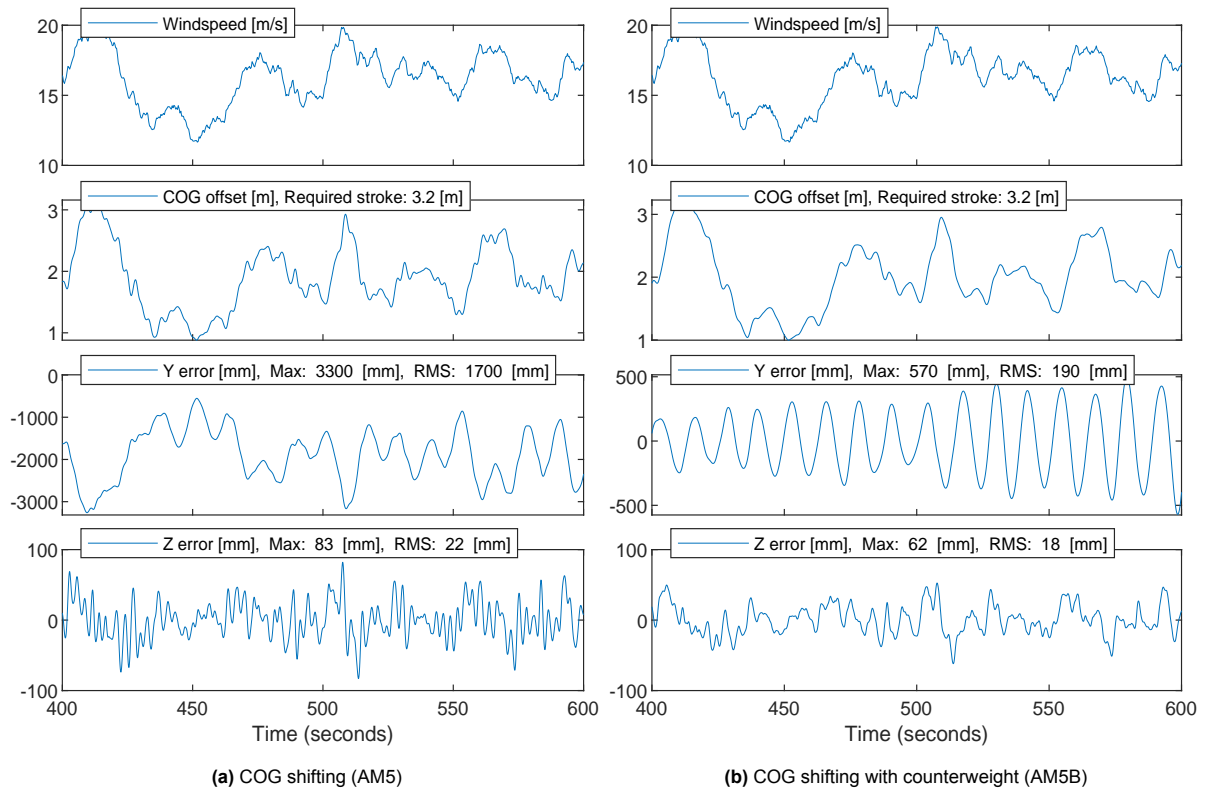 Windspeed [m/s]
20
15
10
COG offset [m], Required stroke: 3.2 [m]
3
2
1
Y error [mm], Max: 3300 [mm], RMS: 1700 [mm]
0
-1000
-2000
-3000
Z error [mm], Max: 83 [mm], RMS: 22 [mm]
100
0
-100
400
450
500
550
600
Time (seconds)
(a) COG shifting (AM5)
Windspeed [m/s]
20
15
10
COG offset [m], Required stroke: 3.2 [m]
3
2
1
Y error [mm], Max: 570 [mm], RMS: 190 [mm]
500
0
-500
Z error [mm], Max: 62 [mm], RMS: 18 [mm]
100
0
-100
400
450
500
550
600
Time (seconds)
(b) COG shifting with counterweight (AM5B)